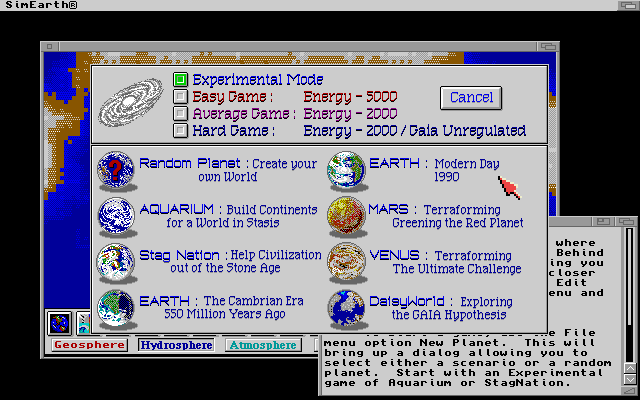 SimEarth®
Experimental Mode
Easy Game : Energy - 5000
Average Game : Energy - 2000
Hard Game : Energy - 2000 / Gaia Unregulated
Cancel
Random Planet : Create your
own World
EARTH : Modern Day
1990
AQUARIUM : Build Continents
for a World in Stasis
MARS : Terraforming
Greening the Red Planet
Stag Nation : Help Civilization
out of the Stone Age
VENUS : Terraforming
The Ultimate Challenge
EARTH : The Cambrian Era
550 Million Years Ago
DaisyWorld : Exploring
the GAIA Hypothesis
where
Behind
ing you
closer
Edit
enu and
File
menu option New Planet. This will
bring up a dialog allowing you to
select either a scenario or a random
planet. Start with an Experimental
game of Aquarium or StagNation.
Geosphere
Hydrosphere
Atmosphere